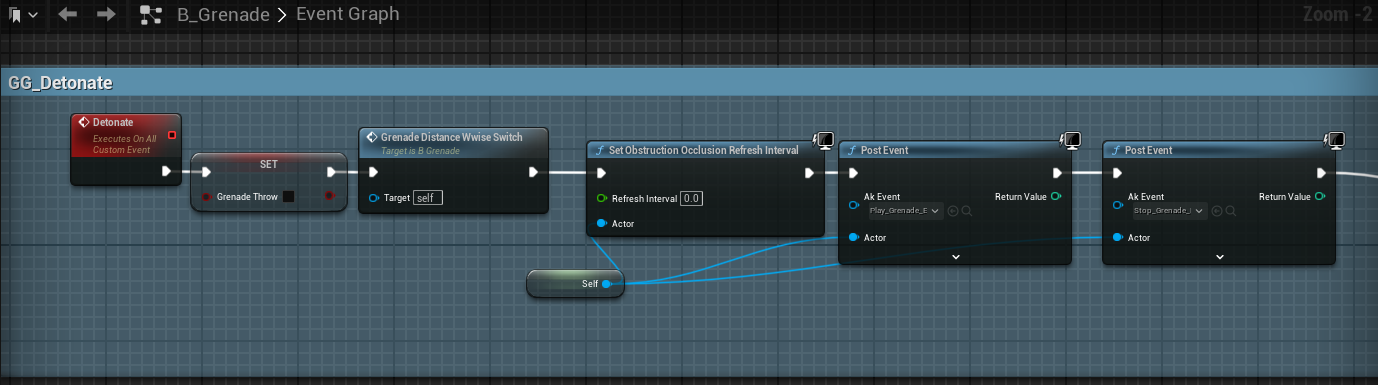 B_Grenade > Event Graph
Zoom -2
GG_Detonate
Detonate
Executes On All
Custom Event
SET
Grenade Throw
Grenade Distance Wwise Switch
Target is B Grenade
Target self
Set Obstruction Occlusion Refresh Interval
Refresh Interval 0.0
Actor
Post Event
Ak Event
Return Value
Play_Grenade_E
Actor
Post Event
Ak Event
Return Value
Stop_Grenade_
Actor
Self